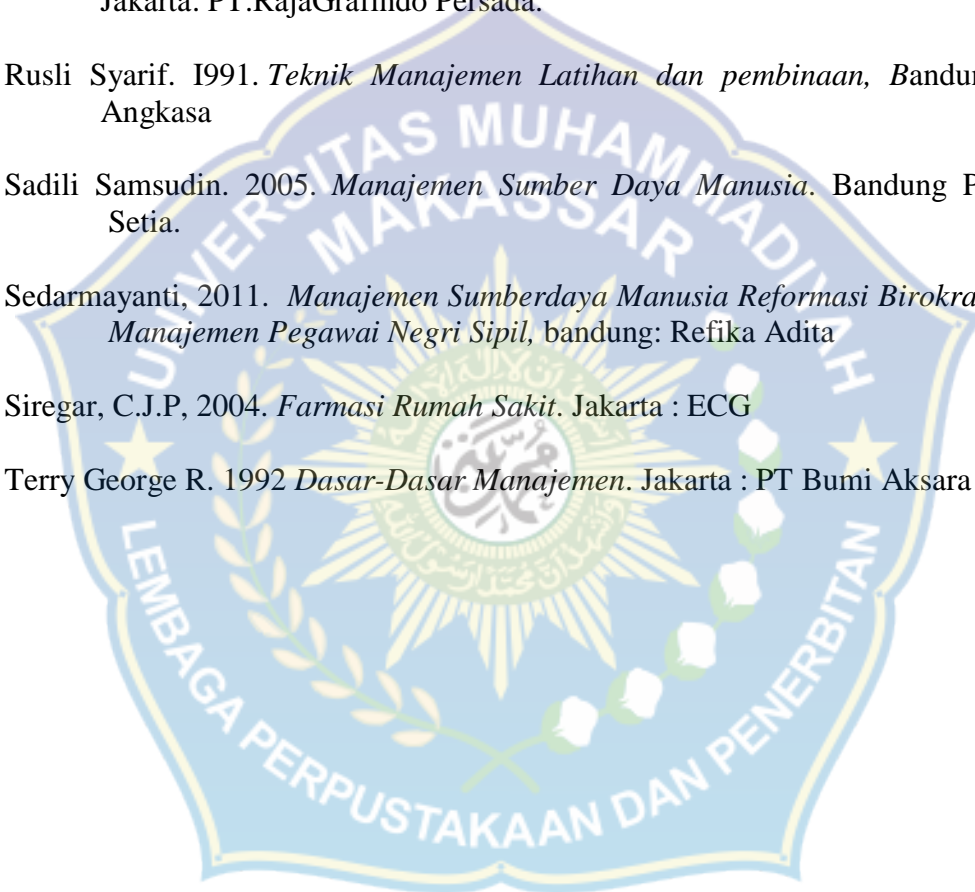 Jakarta. PT.RajaGrafindo Persada.
Rusli Syarif. I991. Teknik Manajemen Latihan dan pembinaan, Bandun
Angkasa
Sadili Samsudin. 2005. Manajemen Sumber Daya Manusia. Bandung P
Setia.
Sedarmayanti, 2011. Manajemen Sumberdaya Manusia Reformasi Birokra
Manajemen Pegawai Negri Sipil, bandung: Refika Adita
Siregar, C.J.P, 2004. Farmasi Rumah Sakit. Jakarta : ECG
Terry George R. 1992 Dasar-Dasar Manajemen. Jakarta : PT Bumi Aksara
UNIVERSITAS MUHAMMADIYAH
MAKASSAR
LEMBAGA PERPUSTAKAAN DAN PENERBITAN